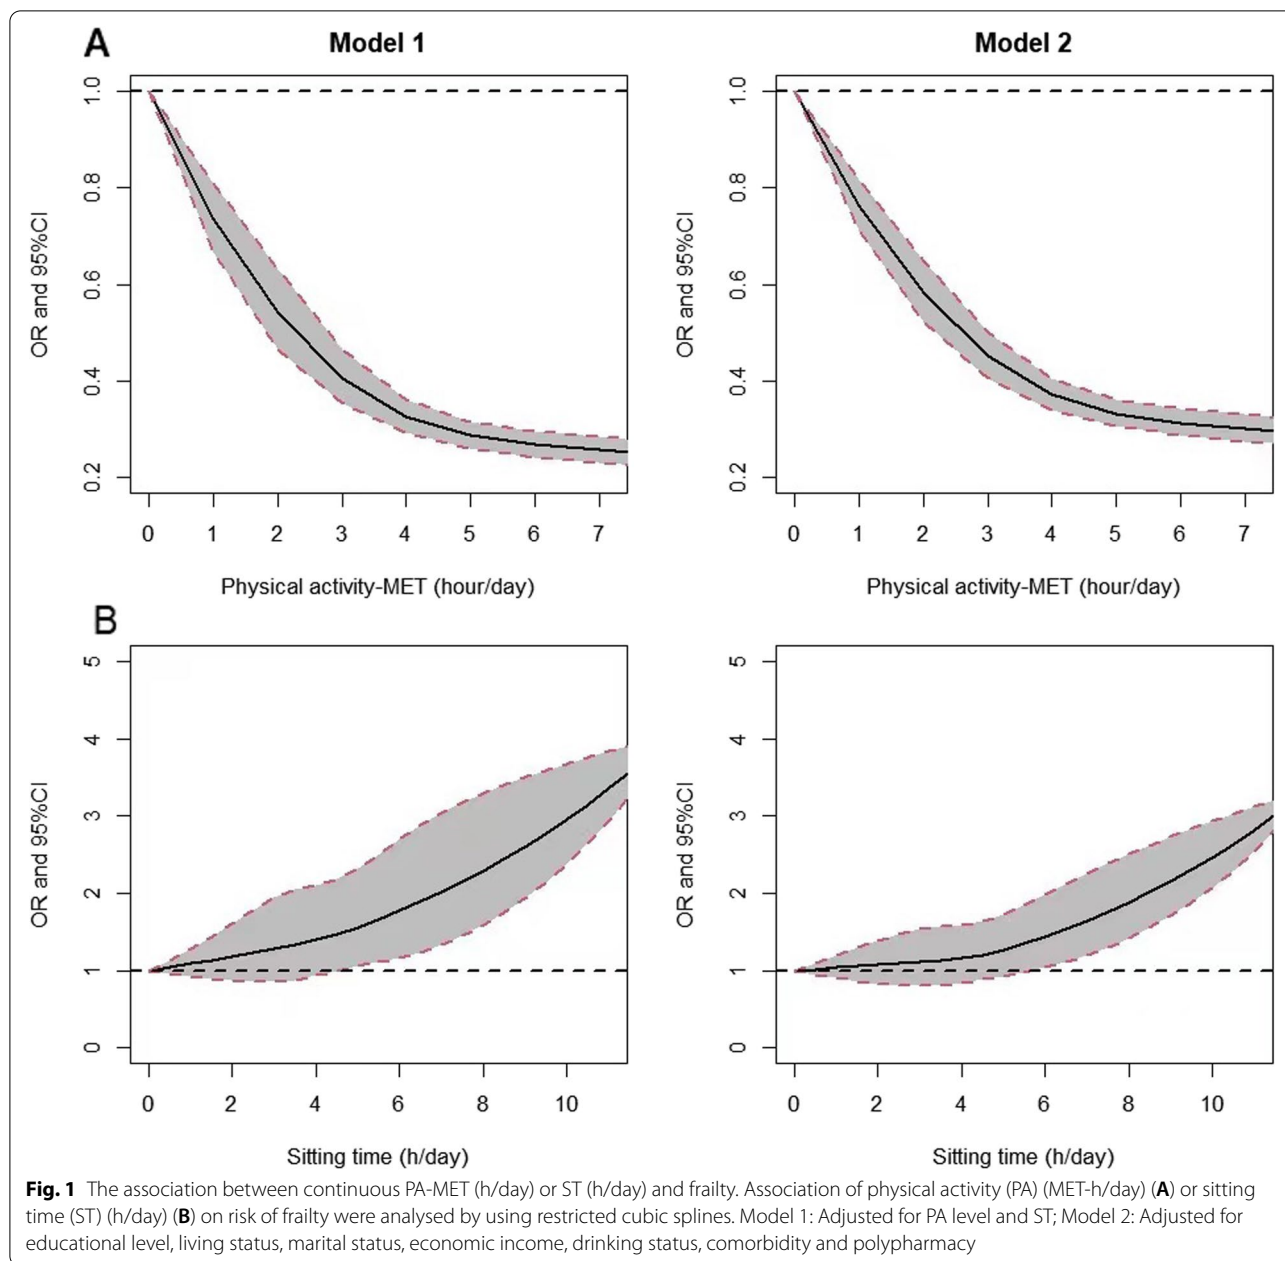 A
Model 1
Model 2
OR and 95%CI
1.0
0.8
0.6
0.4
0.2
0 1 2 3 4 5 6 7
Physical activity-MET (hour/day)
OR and 95%CI
1.0
0.8
0.6
0.4
0.2
0 1 2 3 4 5 6 7
Physical activity-MET (hour/day)
B
OR and 95%CI
5
4
3
2
1
0
0 2 4 6 8 10
Sitting time (h/day)
OR and 95%CI
5
4
3
2
1
0
0 2 4 6 8 10
Sitting time (h/day)
Fig. 1 The association between continuous PA-MET (h/day) or ST (h/day) and frailty. Association of physical activity (PA) (MET-h/day) (A) or sitting
time (ST) (h/day) (B) on risk of frailty were analysed by using restricted cubic splines. Model 1: Adjusted for PA level and ST; Model 2: Adjusted for
educational level, living status, marital status, economic income, drinking status, comorbidity and polypharmacy